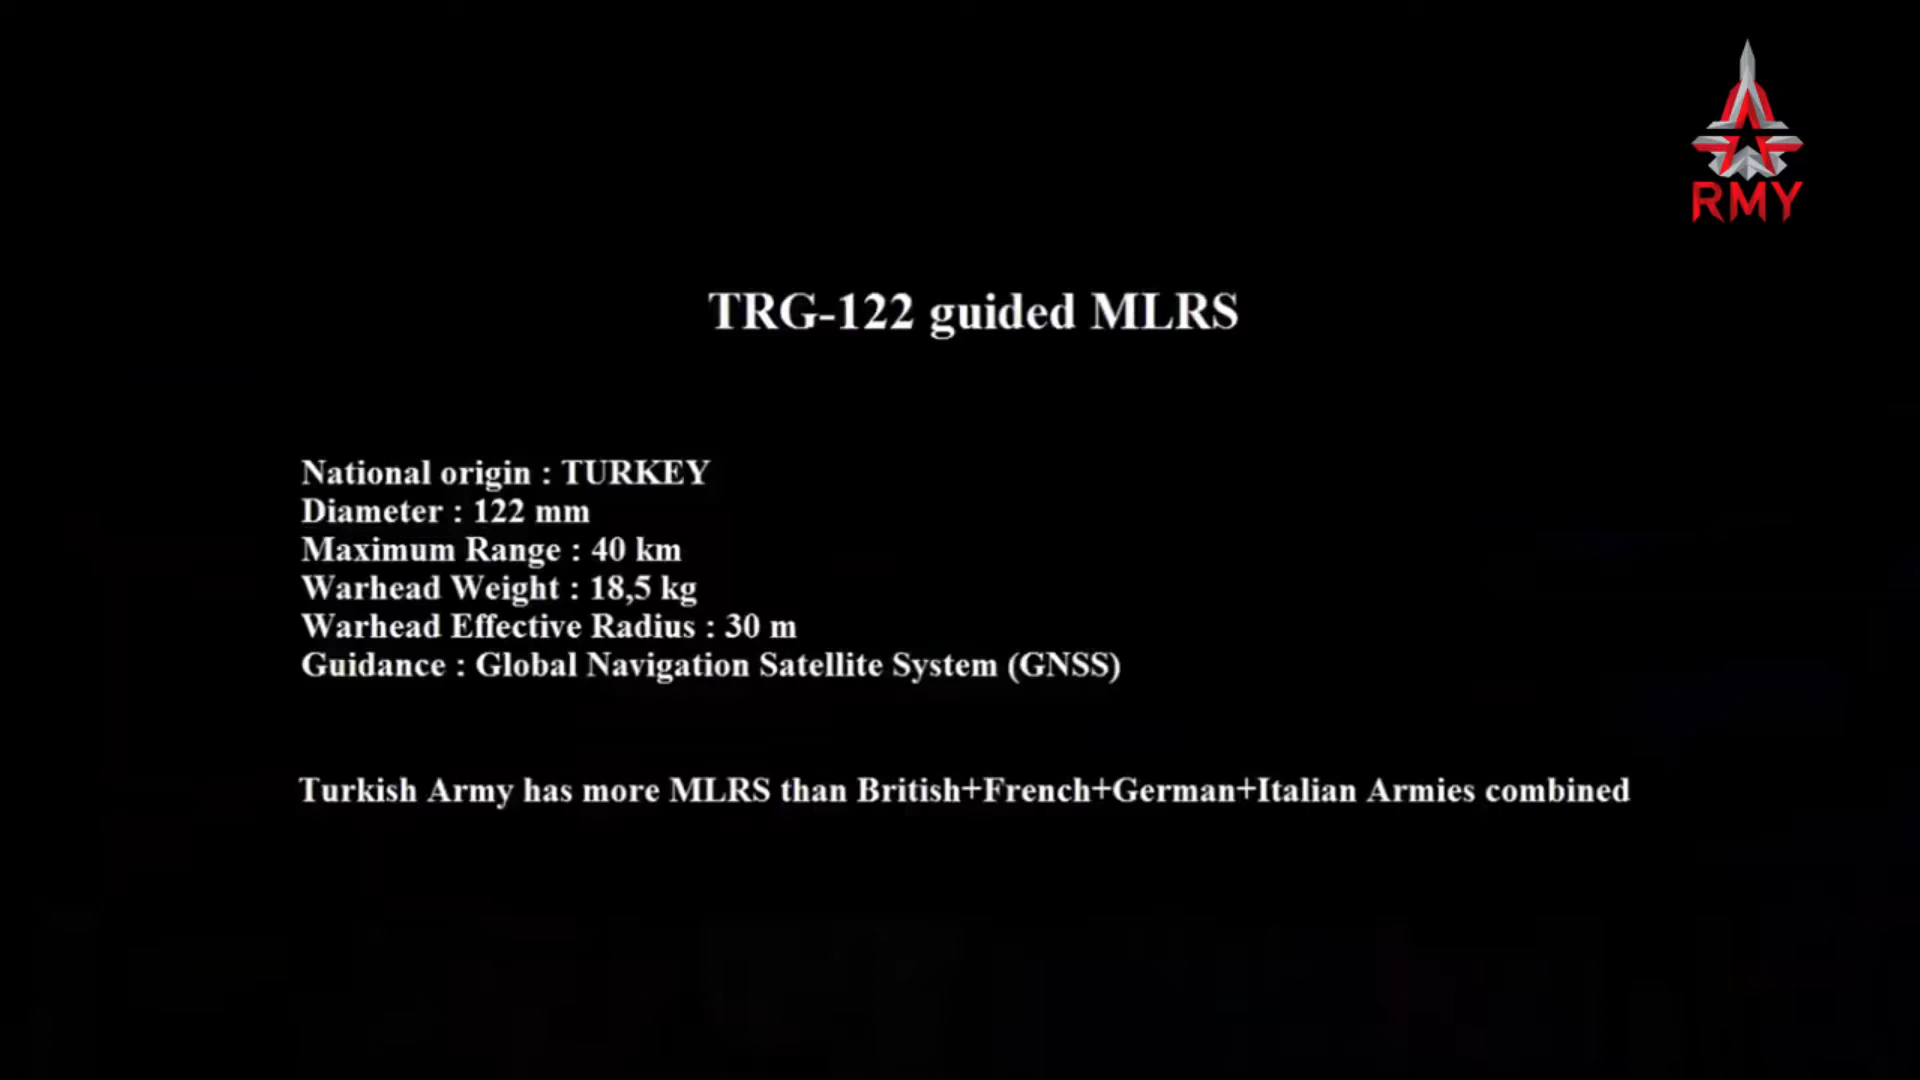 RMY
TRG-122 guided MLRS
National origin : TURKEY
Diameter : 122 mm
Maximum Range : 40 km
Warhead Weight : 18,5 kg
Warhead Effective Radius : 30 m
Guidance : Global Navigation Satellite System (GNSS)
Turkish Army has more MLRS than British+French+German+Italian Armies combined